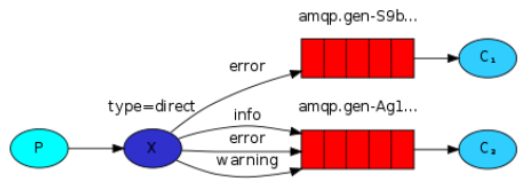 amqp.gen-S9b...
C₁
error
type=direct
info
amqp.gen-Ag1...
P
X
error
C₂
warning